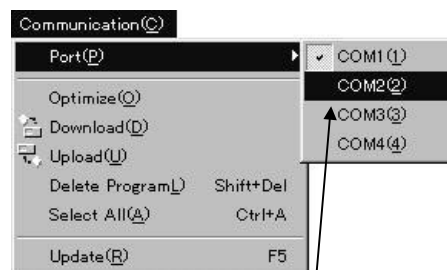 Communication(C)
Port(P)
COM1(1)
COM2(2)
COM3(3)
COM4(4)
Optimize(O)
Download(D)
Upload(U)
Delete ProgramL) Shift+Del
Select All(A) Ctrl+A
Update(R) F5